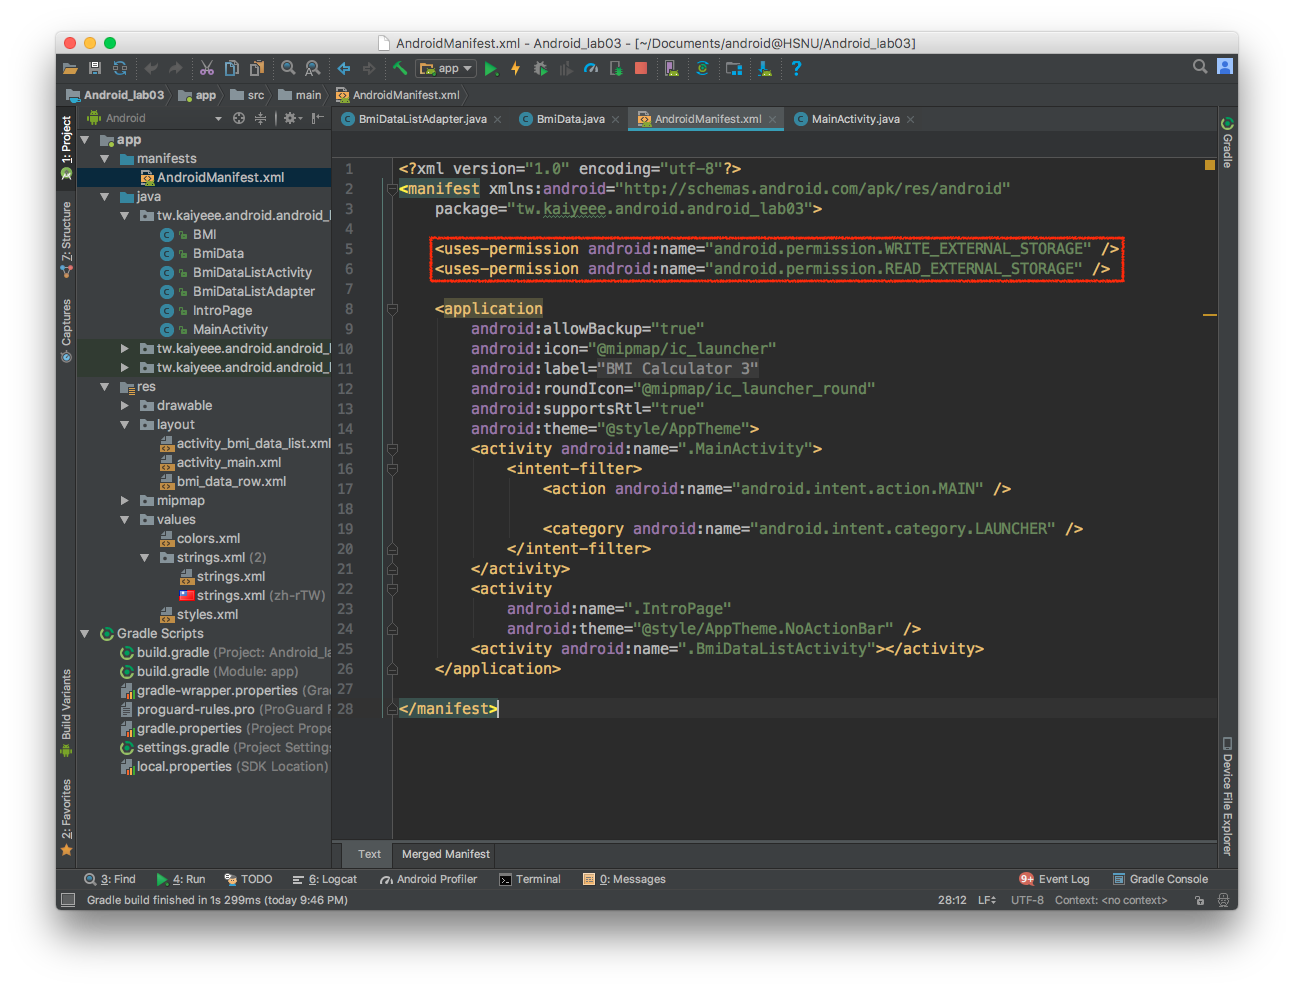 AndroidManifest.xml - Android_lab03 - [~/Documents/android@HSNU/Android_lab03]
app
Android_lab03 app src main AndroidManifest.xml
Android
BmiDataListAdapter.java BmiData.java AndroidManifest.xml MainActivity.java
1: Project
Z: Structure
Captures
Build Variants
2: Favorites
app
manifests
AndroidManifest.xml
java
tw.kaiyeee.android.android_l
BMI
BmiData
BmiDataListActivity
BmiDataListAdapter
IntroPage
MainActivity
tw.kaiyeee.android.android_l
tw.kaiyeee.android.android_l
res
drawable
layout
activity_bmi_data_list.xml
activity_main.xml
bmi_data_row.xml
mipmap
values
colors.xml
strings.xml (2)
strings.xml
strings.xml (zh-rTW)
styles.xml
Gradle Scripts
build.gradle (Project: Android_la
build.gradle (Module: app)
gradle-wrapper.properties (Gra
proguard-rules.pro (ProGuard F
gradle.properties (Project Prope
settings.gradle (Project Settings
local.properties (SDK Location)
1 <?xml version="1.0" encoding="utf-8"?>
2 <manifest xmlns:android="http://schemas.android.com/apk/res/android"
3 package="tw.kaiyeee.android.android_lab03">
4
5 <uses-permission android:name="android.permission.WRITE_EXTERNAL_STORAGE" />
6 <uses-permission android:name="android.permission.READ_EXTERNAL_STORAGE" />
7
8 <application
9 android:allowBackup="true"
10 android:icon="@mipmap/ic_launcher"
11 android:label="BMI Calculator 3"
12 android:roundIcon="@mipmap/ic_launcher_round"
13 android:supportsRtl="true"
14 android:theme="@style/AppTheme">
15 <activity android:name=".MainActivity">
16 <intent-filter>
17 <action android:name="android.intent.action.MAIN" />
18
19 <category android:name="android.intent.category.LAUNCHER" />
20 </intent-filter>
21 </activity>
22 <activity
23 android:name=".IntroPage"
24 android:theme="@style/AppTheme.NoActionBar" />
25 <activity android:name=".BmiDataListActivity"></activity>
26 </application>
27
28 </manifest>
Gradle
Device File Explorer
Text Merged Manifest
3: Find 4: Run TODO 6: Logcat Android Profiler Terminal 0: Messages 9+ Event Log Gradle Console
Gradle build finished in 1s 299ms (today 9:46 PM) 28:12 LF UTF-8 Context: <no context>